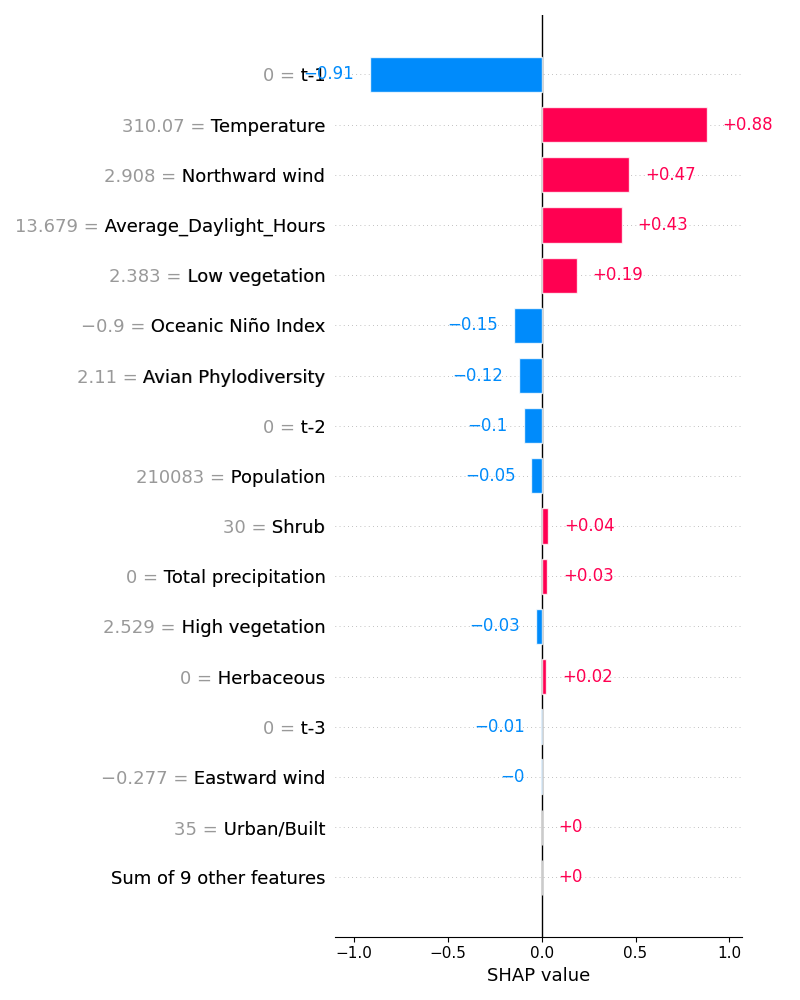 0 = t-1 −0.91
310.07 = Temperature +0.88
2.908 = Northward wind +0.47
13.679 = Average_Daylight_Hours +0.43
2.383 = Low vegetation +0.19
−0.9 = Oceanic Niño Index −0.15
2.11 = Avian Phylodiversity −0.12
0 = t-2 −0.1
210083 = Population −0.05
30 = Shrub +0.04
0 = Total precipitation +0.03
2.529 = High vegetation −0.03
0 = Herbaceous +0.02
0 = t-3 −0.01
−0.277 = Eastward wind −0
35 = Urban/Built +0
Sum of 9 other features +0
−1.0 −0.5 0.0 0.5 1.0
SHAP value